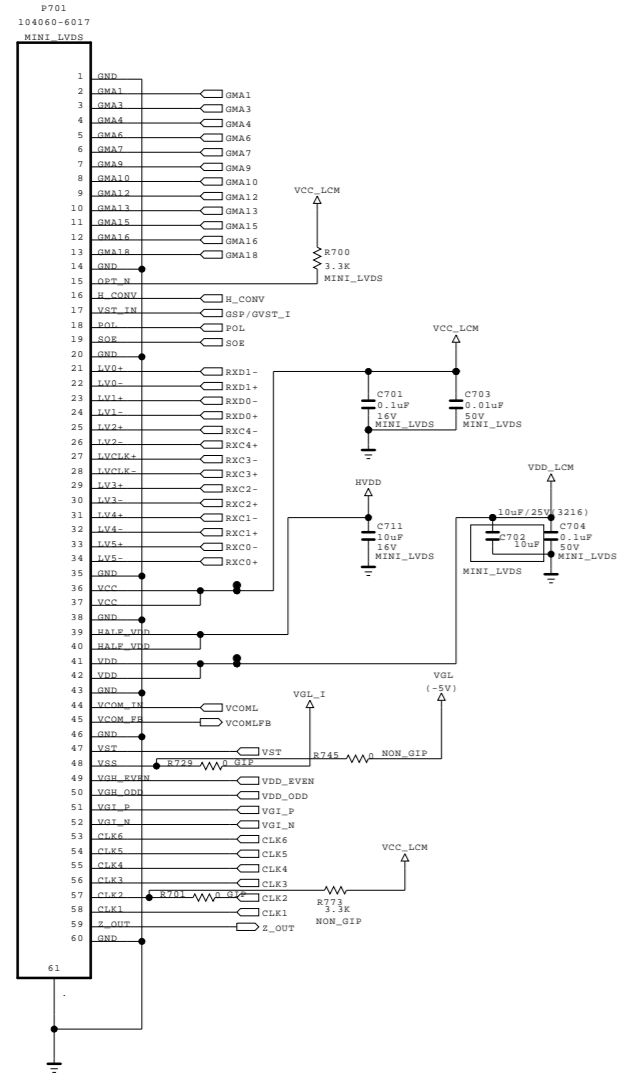 P701
104060-6017
MINI_LVDS
1 GND
2 GMA1 GMA1
3 GMA3 GMA3
4 GMA4 GMA4
5 GMA6 GMA6
6 GMA7 GMA7
7 GMA9 GMA9
8 GMA10 GMA10
9 GMA12 GMA12
10 GMA13 GMA13
11 GMA15 GMA15
12 GMA16 GMA16
13 GMA18 GMA18
14 GND
15 OPT_N
VCC_LCM
R700
3.3K
MINI_LVDS
16 H_CONV H_CONV
17 VST_IN GSP/GVST_I
18 POL POL
19 SOE SOE
20 GND
21 LV0+ RXD1-
22 LV0- RXD1+
23 LV1+ RXD0-
24 LV1- RXD0+
25 LV2+ RXC4-
26 LV2- RXC4+
27 LVCLK+ RXC3-
28 LVCLK- RXC3+
29 LV3+ RXC2-
30 LV3- RXC2+
31 LV4+ RXC1-
32 LV4- RXC1+
33 LV5+ RXC0-
34 LV5- RXC0+
35 GND
36 VCC
37 VCC
38 GND
39 HALF_VDD
40 HALF_VDD
41 VDD
42 VDD
43 GND
VCC_LCM
C701
0.1uF
16V
MINI_LVDS
C703
0.01uF
50V
MINI_LVDS
HVDD
C711
10uF
16V
MINI_LVDS
VDD_LCM
10uF/25V(3216)
C702
10uF
MINI_LVDS
C704
0.1uF
50V
MINI_LVDS
44 VCOM_IN VCOML
45 VCOM_FB VCOMLFB
46 GND
VGL_I
VGL
(-5V)
47 VST VST
R745 0 NON_GIP
48 VSS R729 0 GIP
49 VGH_EVEN VDD_EVEN
50 VGH_ODD VDD_ODD
51 VGI_P VGI_P
52 VGI_N VGI_N
53 CLK6 CLK6
54 CLK5 CLK5
55 CLK4 CLK4
56 CLK3 CLK3
57 CLK2 R701 0 GIP CLK2
58 CLK1 CLK1
59 Z_OUT Z_OUT
60 GND
VCC_LCM
R773
3.3K
NON_GIP
61
.